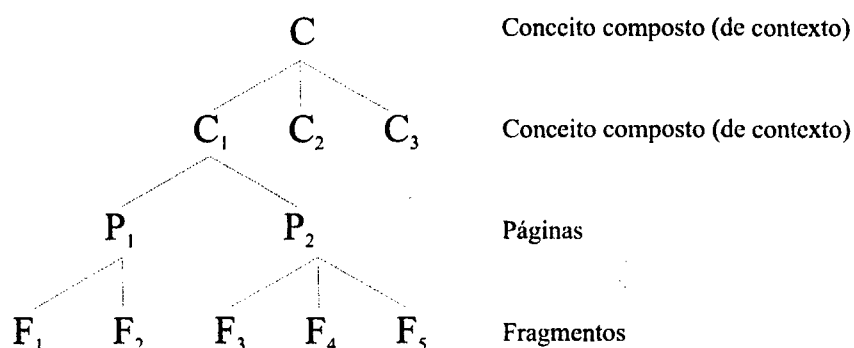 C Conceito composto (de contexto)
C₁ C₂ C₃ Conceito composto (de contexto)
P₁ P₂ Páginas
F₁ F₂ F₃ F₄ F₅ Fragmentos